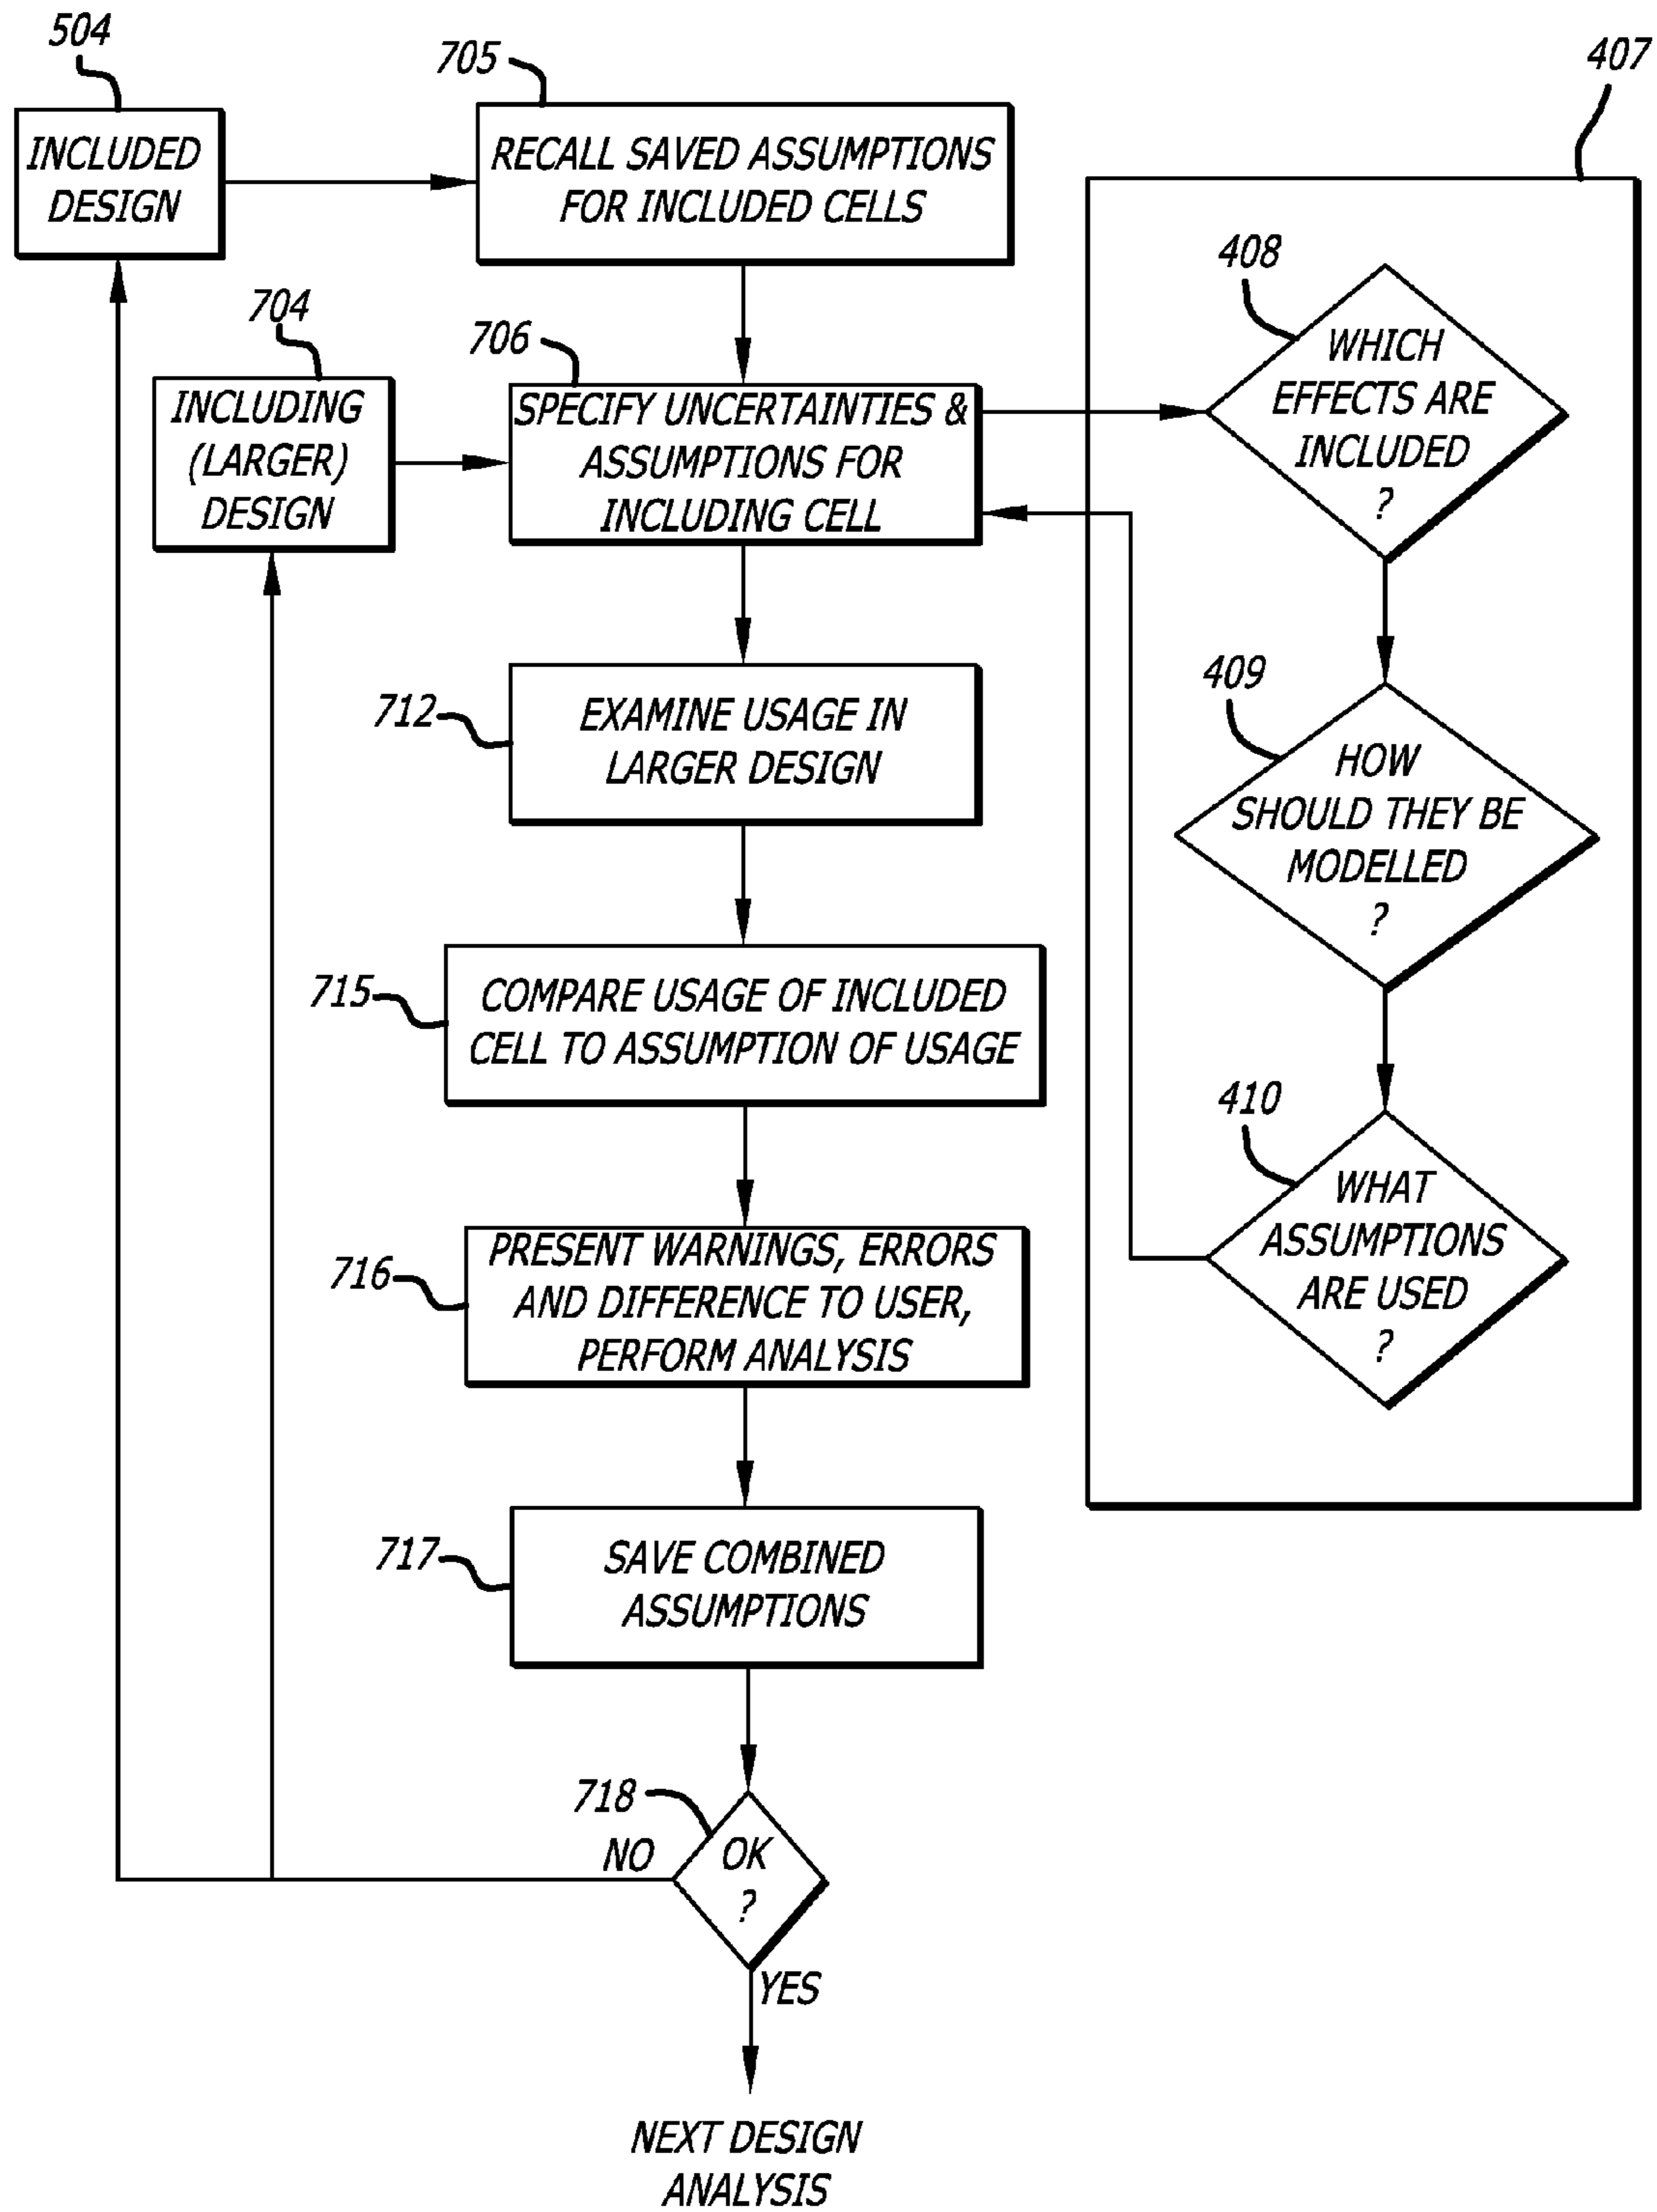 504
INCLUDED
DESIGN
705
RECALL SAVED ASSUMPTIONS
FOR INCLUDED CELLS
407
704
INCLUDING
(LARGER)
DESIGN
706
SPECIFY UNCERTAINTIES &
ASSUMPTIONS FOR
INCLUDING CELL
408
WHICH
EFFECTS ARE
INCLUDED
?
712
EXAMINE USAGE IN
LARGER DESIGN
409
HOW
SHOULD THEY BE
MODELLED
?
715
COMPARE USAGE OF INCLUDED
CELL TO ASSUMPTION OF USAGE
410
WHAT
ASSUMPTIONS
ARE USED
?
716
PRESENT WARNINGS, ERRORS
AND DIFFERENCE TO USER,
PERFORM ANALYSIS
717
SAVE COMBINED
ASSUMPTIONS
718
OK
?
NO
YES
NEXT DESIGN
ANALYSIS